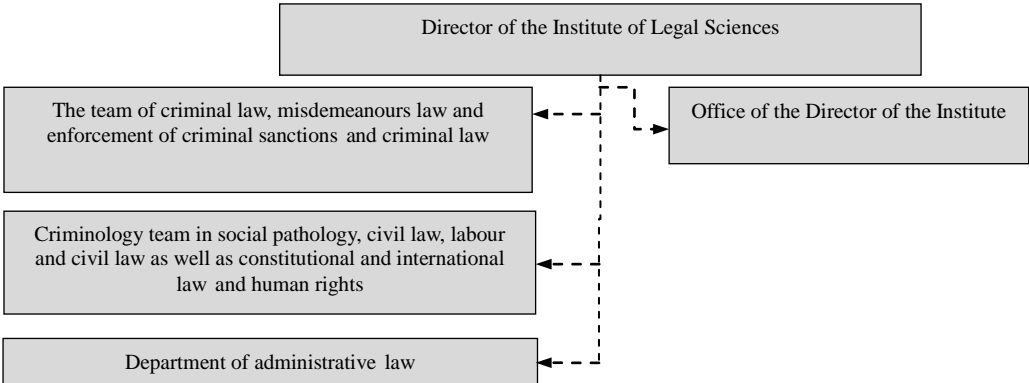 Director of the Institute of Legal Sciences
The team of criminal law, misdemeanours law and
enforcement of criminal sanctions and criminal law
Office of the Director of the Institute
Criminology team in social pathology, civil law, labour
and civil law as well as constitutional and international
law and human rights
Department of administrative law